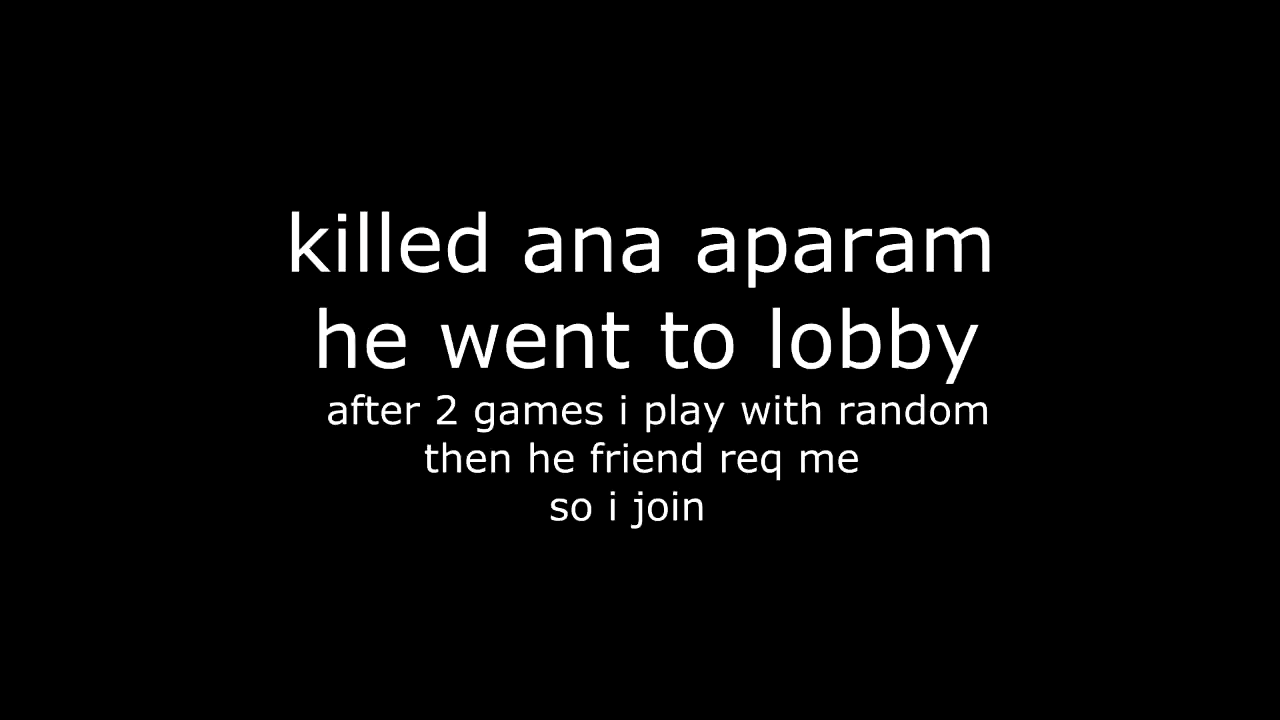 killed ana aparam
he went to lobby
after 2 games i play with random
then he friend req me
so i join